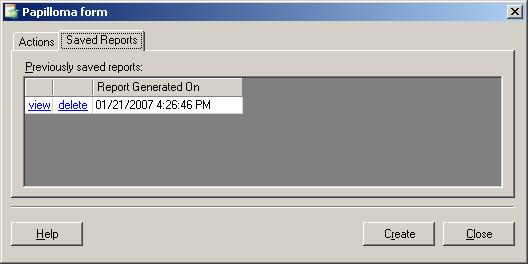 Papilloma form
Actions Saved Reports
Previously saved reports:
Report Generated On
view delete 01/21/2007 4:26:46 PM
Help Create Close